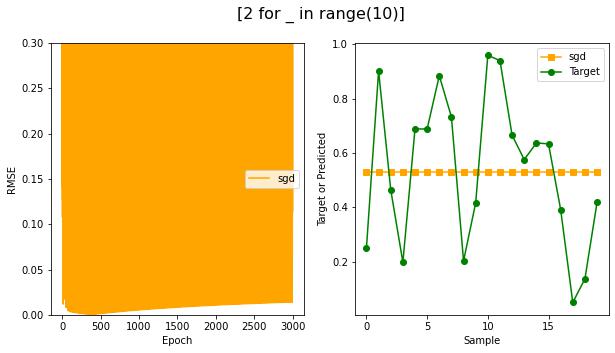 [2 for _ in range(10)]
0.30
0.25
0.20
0.15
0.10
0.05
0.00
RMSE
0 500 1000 1500 2000 2500 3000
Epoch
sgd
1.0
0.8
0.6
0.4
0.2
Target or Predicted
0 5 10 15
Sample
sgd
Target